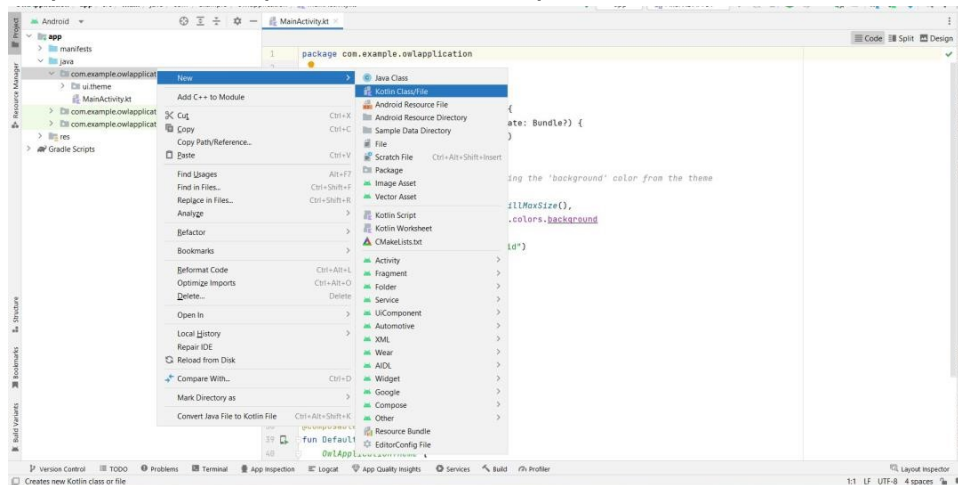 Android
MainActivity.kt
Code Split Design
Project
Resource Manager
Structure
Bookmarks
Build Variants
app
manifests
java
com.example.owlapplicat
ui.theme
MainActivity.kt
com.example.owlapplicat
com.example.owlapplicat
res
Gradle Scripts
New
Add C++ to Module
Cut Ctrl+X
Copy Ctrl+C
Copy Path/Reference...
Paste Ctrl+V
Find Usages Alt+F7
Find in Files... Ctrl+Shift+F
Replace in Files... Ctrl+Shift+R
Analyze
Refactor
Bookmarks
Reformat Code Ctrl+Alt+L
Optimize Imports Ctrl+Alt+O
Delete... Delete
Open In
Local History
Repair IDE
Reload from Disk
Compare With... Ctrl+D
Mark Directory as
Convert Java File to Kotlin File Ctrl+Alt+Shift+K
Java Class
Kotlin Class/File
Android Resource File
Android Resource Directory
Sample Data Directory
File
Scratch File Ctrl+Alt+Shift+Insert
Package
Image Asset
Vector Asset
Kotlin Script
Kotlin Worksheet
CMakeLists.txt
Activity
Fragment
Folder
Service
UiComponent
Automotive
XML
Wear
AIDL
Widget
Google
Compose
Other
Resource Bundle
EditorConfig File
1 package com.example.owlapplication
{
ate: Bundle?) {
)
ing the 'background' color from the theme
illMaxSize(),
.colors.background
id")
39 fun Default
40 OwlApplicationTheme {
Version Control TODO Problems Terminal App Inspection Logcat App Quality Insights Services Build Profiler Layout Inspector
Creates new Kotlin class or file 1:1 LF UTF-8 4 spaces